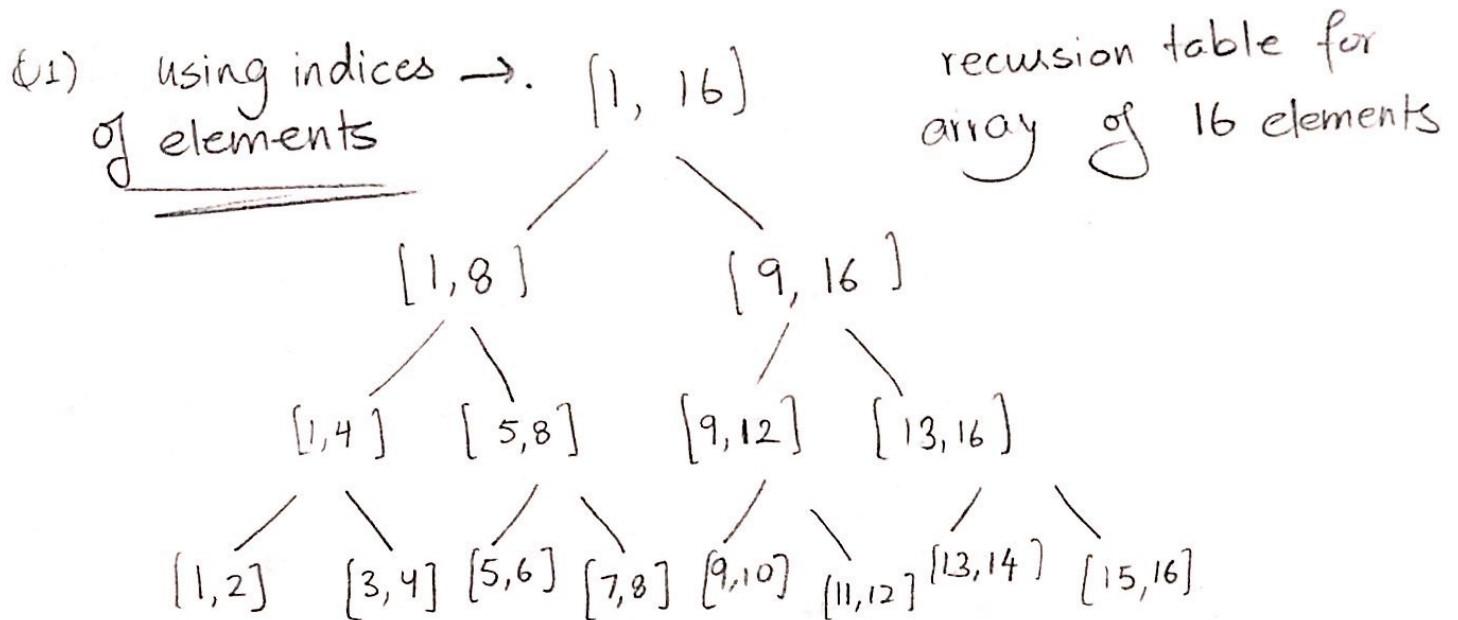 Q1) using indices →. [1, 16] recursion table for
of elements array of 16 elements
[1,8] [9, 16]
[1,4] [5,8] [9,12] [13,16]
[1,2] [3,4] [5,6] [7,8] [9,10] [11,12] [13,14] [15,16]